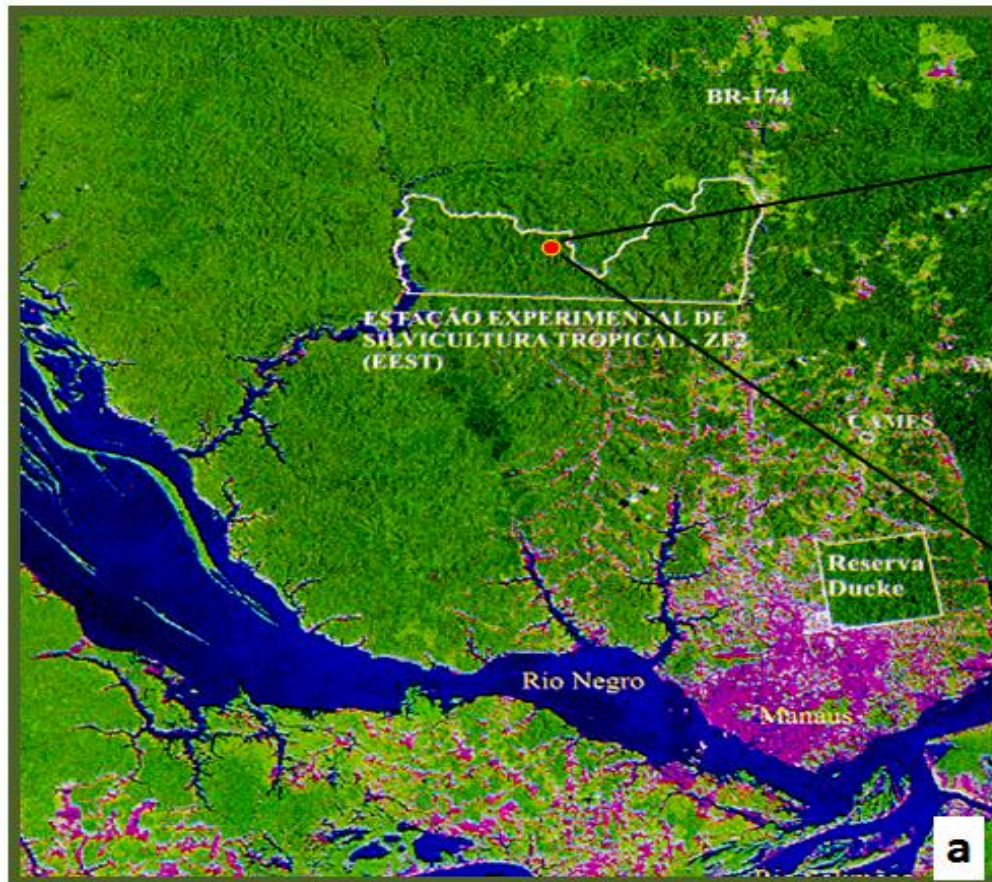 BR-174
ESTAÇÃO EXPERIMENTAL DE
SILVICULTURA TROPICAL - ZF2
(EEST)
CAMES
Reserva
Ducke
Rio Negro
Manaus
a